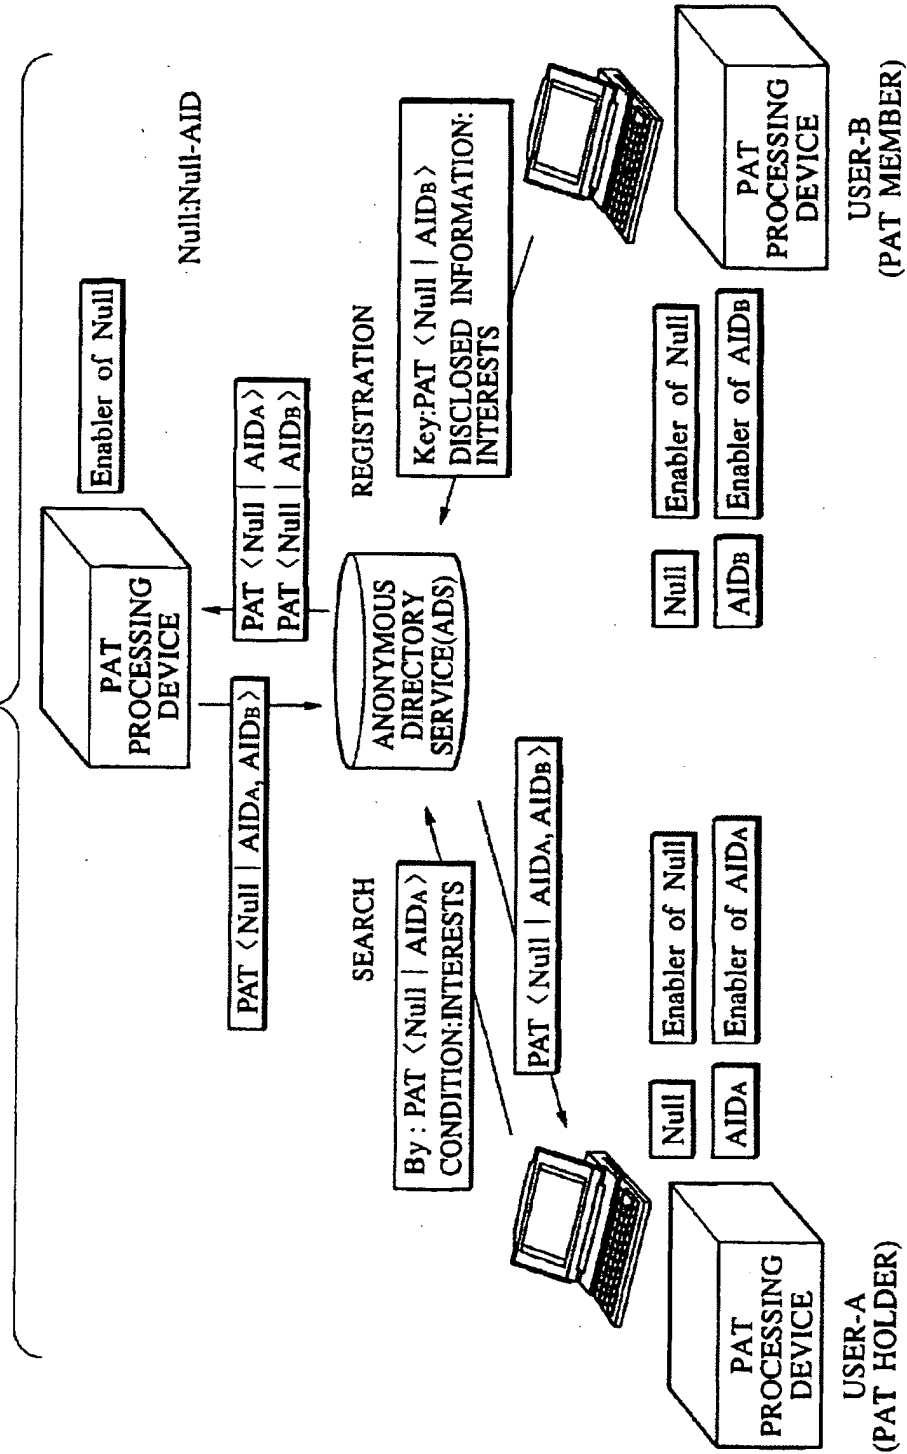 Null:Null-AID
Enabler of Null
PAT
PROCESSING
DEVICE
PAT <Null | AIDA, AIDB>
PAT <Null | AIDA>
PAT <Null | AIDB>
ANONYMOUS
DIRECTORY
SERVICE(ADS)
SEARCH
By : PAT <Null | AIDA>
CONDITION:INTERESTS
PAT <Null | AIDA, AIDB>
REGISTRATION
Key:PAT <Null | AIDB>
DISCLOSED INFORMATION:
INTERESTS
Null
Enabler of Null
AIDA
Enabler of AIDA
PAT
PROCESSING
DEVICE
USER-A
(PAT HOLDER)
Null
Enabler of Null
AIDB
Enabler of AIDB
PAT
PROCESSING
DEVICE
USER-B
(PAT MEMBER)